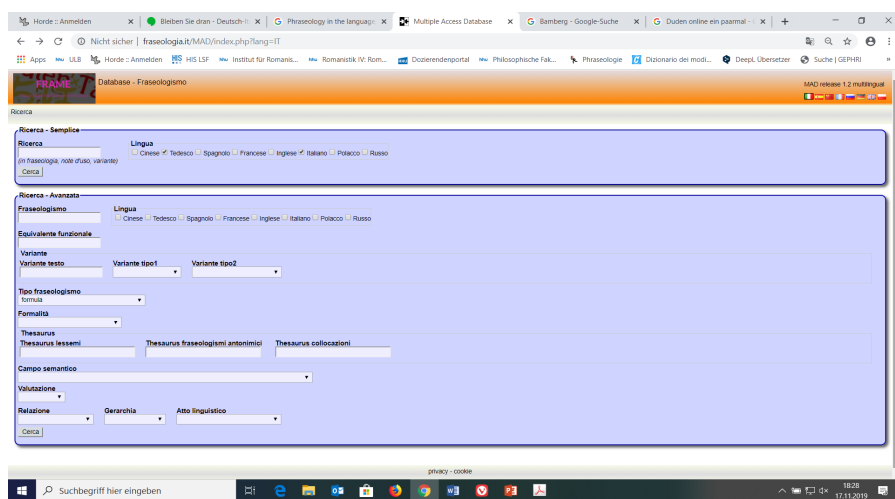 Horde :: Anmelden
Bleiben Sie dran - Deutsch-It
Phraseology in the language
Multiple Access Database
Bamberg - Google-Suche
Duden online ein paarmal -
Nicht sicher | fraseologia.it/MAD/index.php?lang=IT
Apps ULB Horde :: Anmelden HIS LSF Institut für Romanis... Romanistik IV: Rom... Dozierendenportal Philosophische Fak... Phraseologie Dizionario dei modi... DeepL Übersetzer Suche | GEPHRI »
FRAME
Database - Fraseologismo
MAD release 1.2 multilingual
Ricerca
Ricerca - Semplice
Ricerca Lingua
Cinese Tedesco Spagnolo Francese Inglese Italiano Polacco Russo
(in fraseologia, note d'uso, variante)
Cerca
Ricerca - Avanzata
Fraseologismo Lingua
Cinese Tedesco Spagnolo Francese Inglese Italiano Polacco Russo
Equivalente funzionale
Variante
Variante testo Variante tipo1 Variante tipo2
Tipo fraseologismo
formula
Formalità
Thesaurus
Thesaurus lessemi Thesaurus fraseologismi antonimici Thesaurus collocazioni
Campo semantico
Valutazione
Relazione Gerarchia Atto linguistico
Cerca
privacy - cookie
Suchbegriff hier eingeben
18:28
17.11.2019